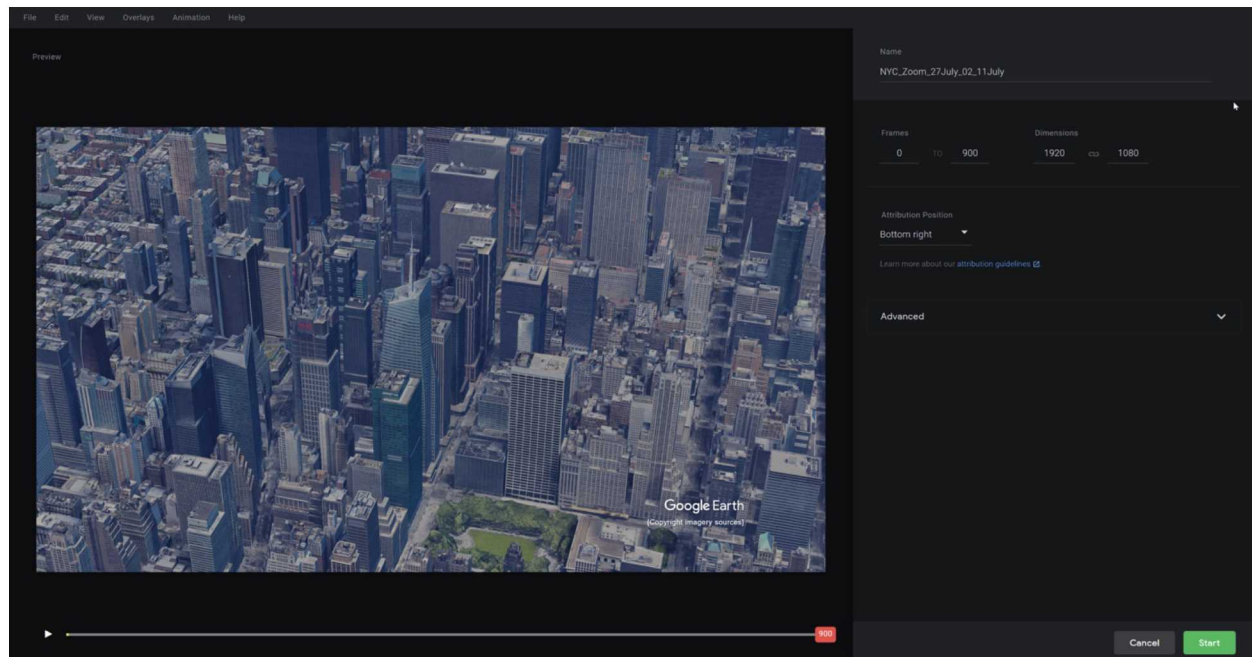 File Edit View Overlays Animation Help
Preview
Name
NYC_Zoom_27July_02_11July
Frames Dimensions
0 TO 900 1920 1080
Attribution Position
Bottom right
Learn more about our attribution guidelines
Advanced
Google Earth
[Copyright imagery sources]
900
Cancel Start